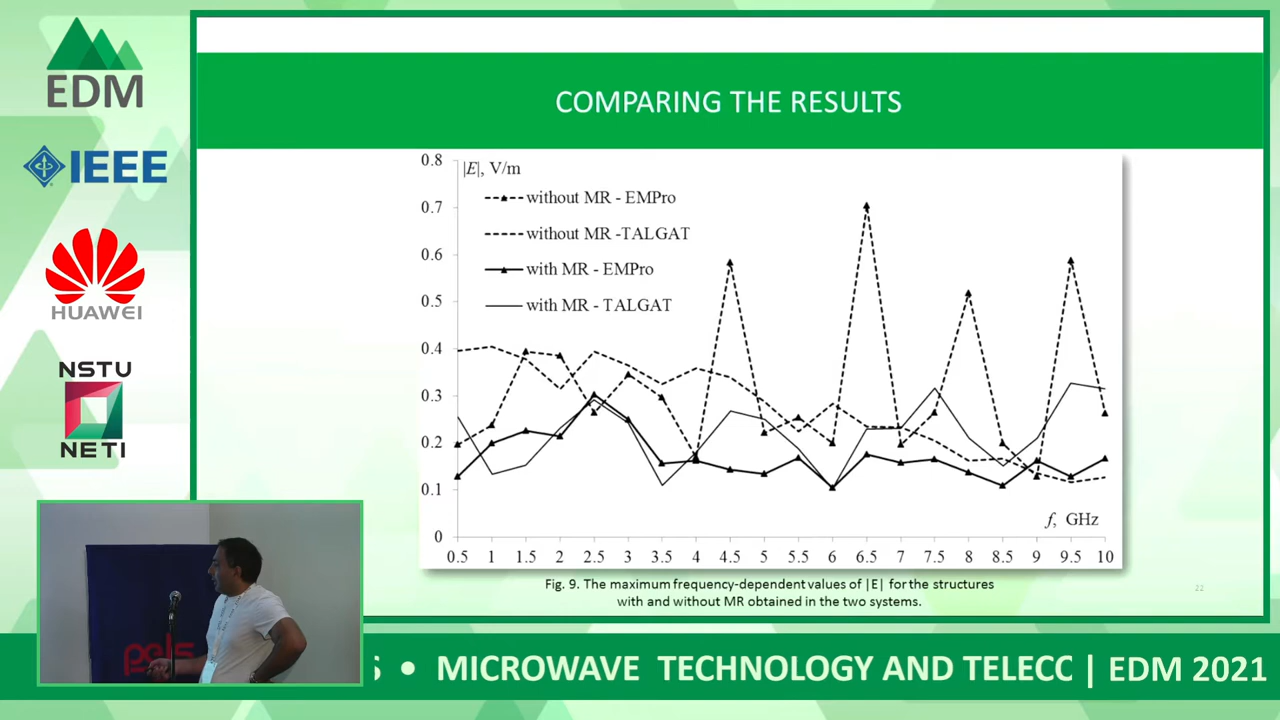 EDM
IEEE
HUAWEI
NSTU
NETI
COMPARING THE RESULTS
|E|, V/m
without MR - EMPro
without MR -TALGAT
with MR - EMPro
with MR - TALGAT
0.8
0.7
0.6
0.5
0.4
0.3
0.2
0.1
0
f, GHz
0.5 1 1.5 2 2.5 3 3.5 4 4.5 5 5.5 6 6.5 7 7.5 8 8.5 9 9.5 10
Fig. 9. The maximum frequency-dependent values of |E| for the structures
with and without MR obtained in the two systems.
22
pels
S • MICROWAVE TECHNOLOGY AND TELECC | EDM 2021